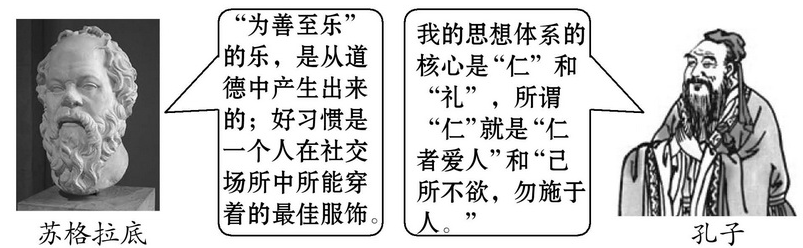 “为善至乐”
的乐，是从道
德中产生出来
的；好习惯是
一个人在社交
场所中所能穿
着的最佳服饰。
苏格拉底
我的思想体系的
核心是“仁”和
“礼”，所谓
“仁”就是“仁
者爱人”和“己
所不欲，勿施于
人。”
孔子